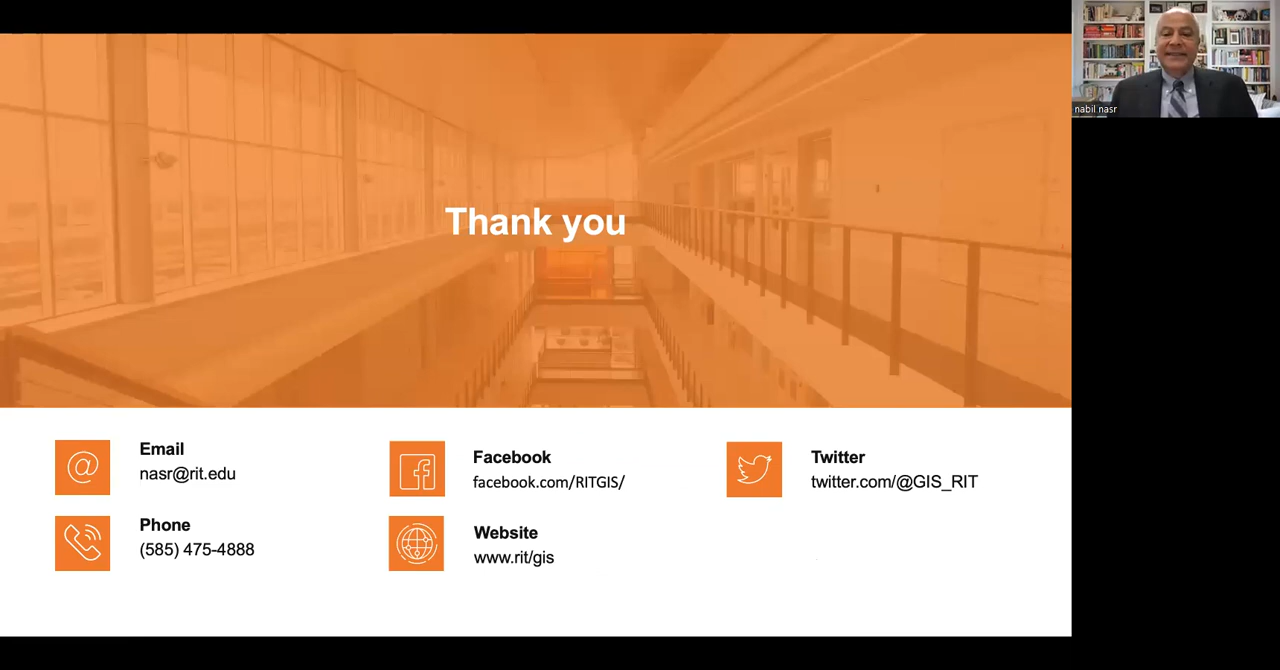 nabil nasr
Thank you
Email
nasr@rit.edu
Phone
(585) 475-4888
Facebook
facebook.com/RITGIS/
Website
www.rit/gis
Twitter
twitter.com/@GIS_RIT